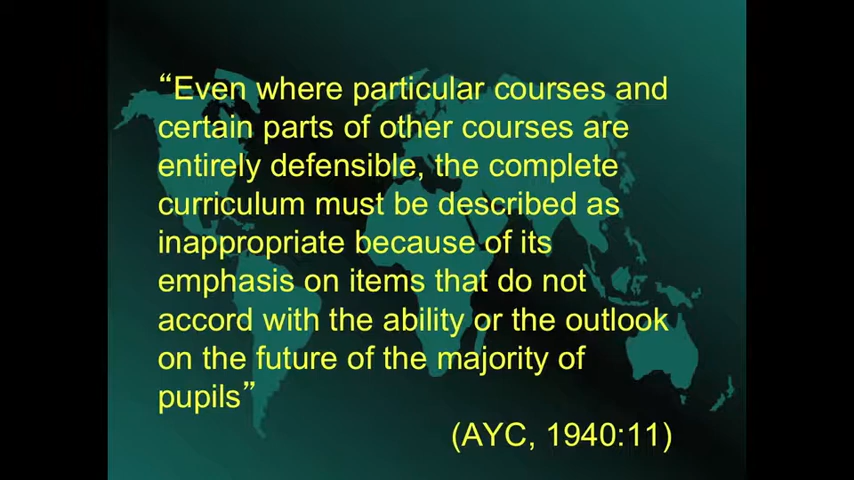 “Even where particular courses and
certain parts of other courses are
entirely defensible, the complete
curriculum must be described as
inappropriate because of its
emphasis on items that do not
accord with the ability or the outlook
on the future of the majority of
pupils”
(AYC, 1940:11)